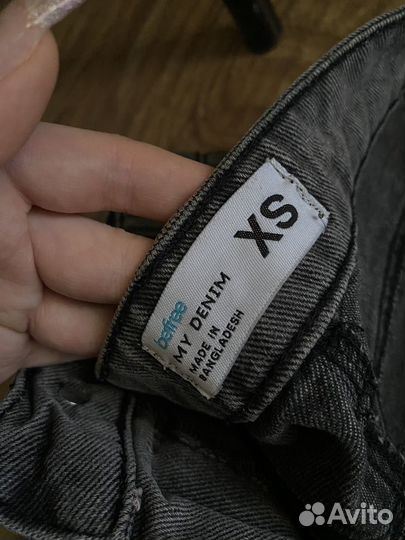 befree
MY DENIM
MADE IN
BANGLADESH
XS
Avito